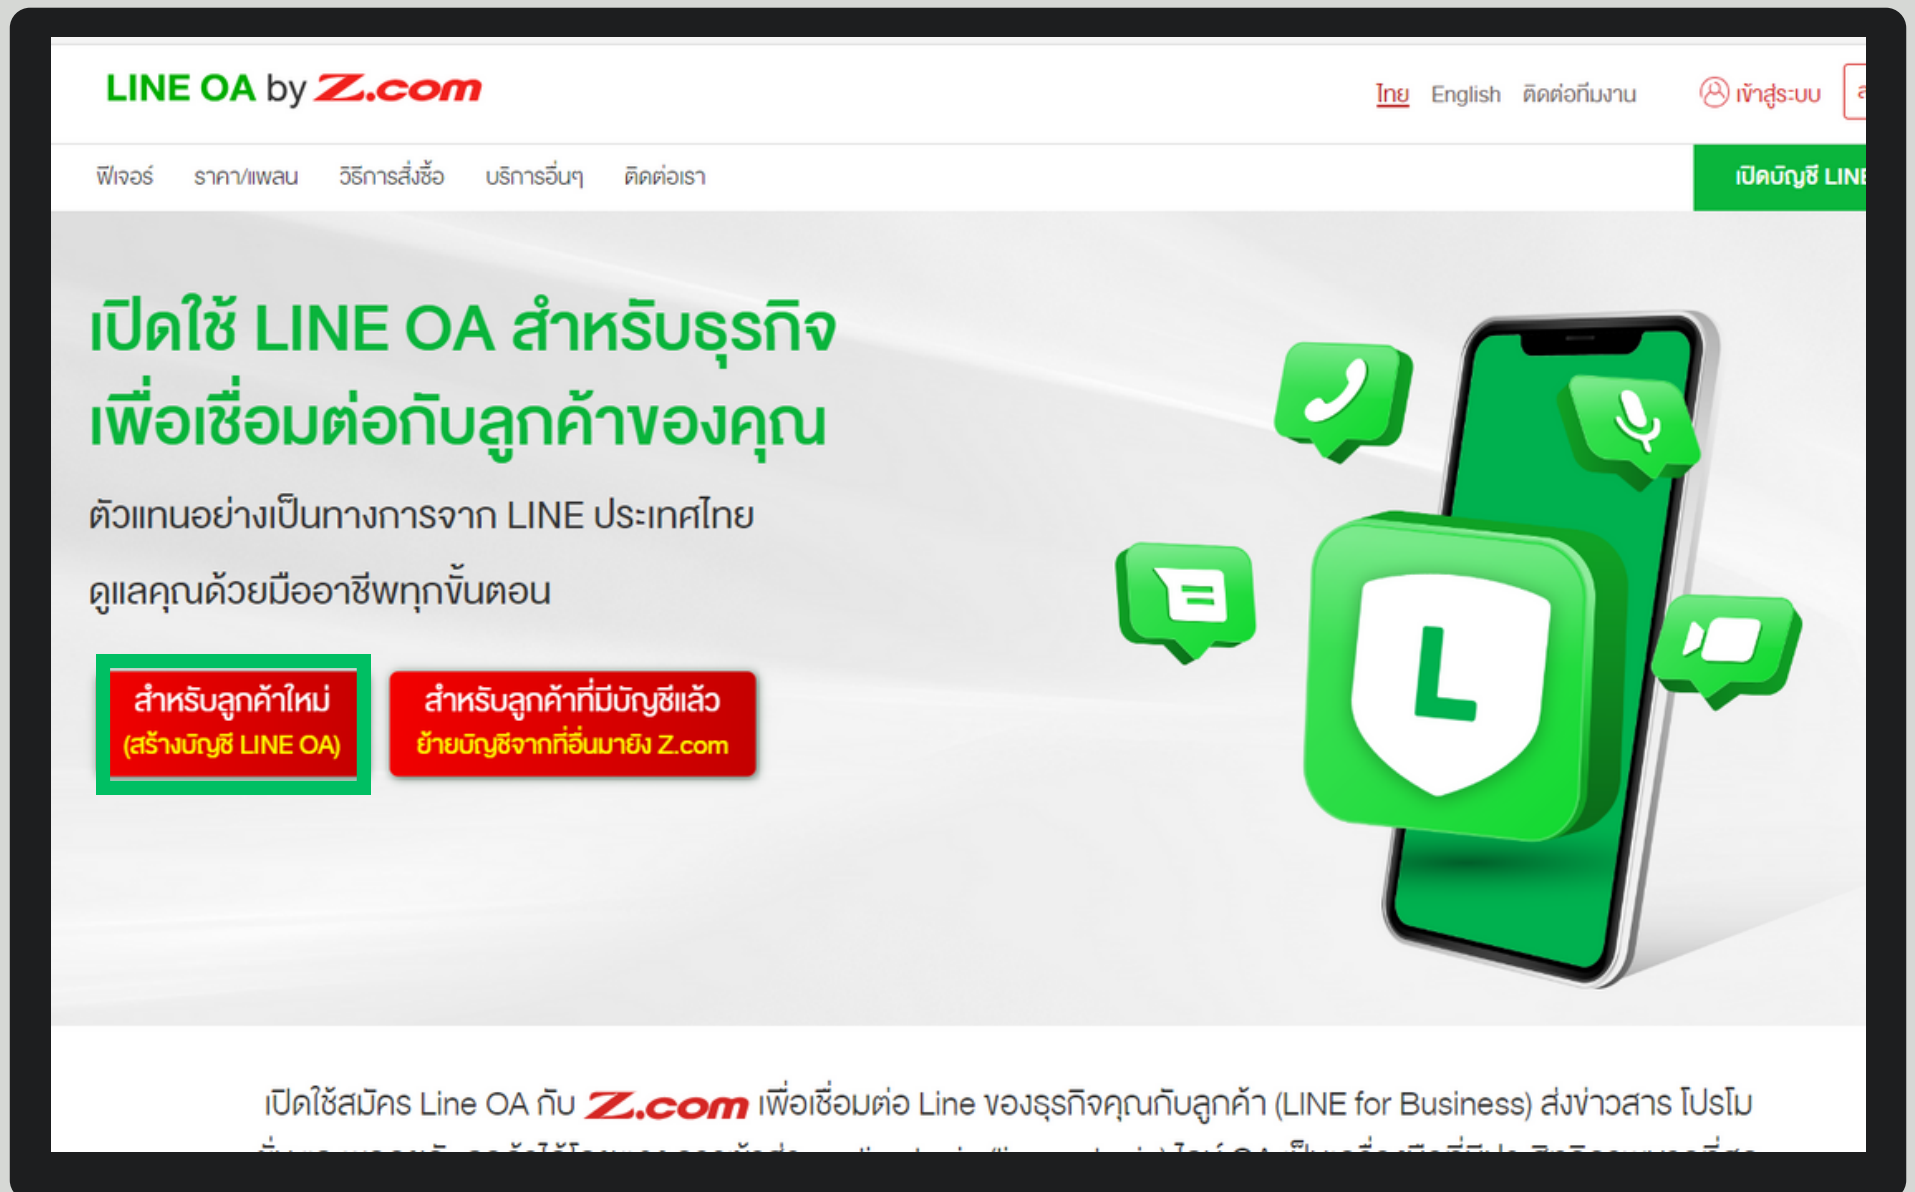 LINE OA by Z.com
ไทย English ติดต่อทีมงาน เข้าสู่ระบบ
ฟีเจอร์ ราคา/แพลน วิธีการสั่งซื้อ บริการอื่นๆ ติดต่อเรา
เปิดบัญชี LINE
เปิดใช้ LINE OA สำหรับธุรกิจ
เพื่อเชื่อมต่อกับลูกค้าของคุณ
ตัวแทนอย่างเป็นทางการจาก LINE ประเทศไทย
ดูแลคุณด้วยมืออาชีพทุกขั้นตอน
สำหรับลูกค้าใหม่
(สร้างบัญชี LINE OA)
สำหรับลูกค้าที่มีบัญชีแล้ว
ย้ายบัญชีจากที่อื่นมายัง Z.com
L
เปิดใช้สมัคร Line OA กับ Z.com เพื่อเชื่อมต่อ Line ของธุรกิจคุณกับลูกค้า (LINE for Business) ส่งข่าวสาร โปรโม